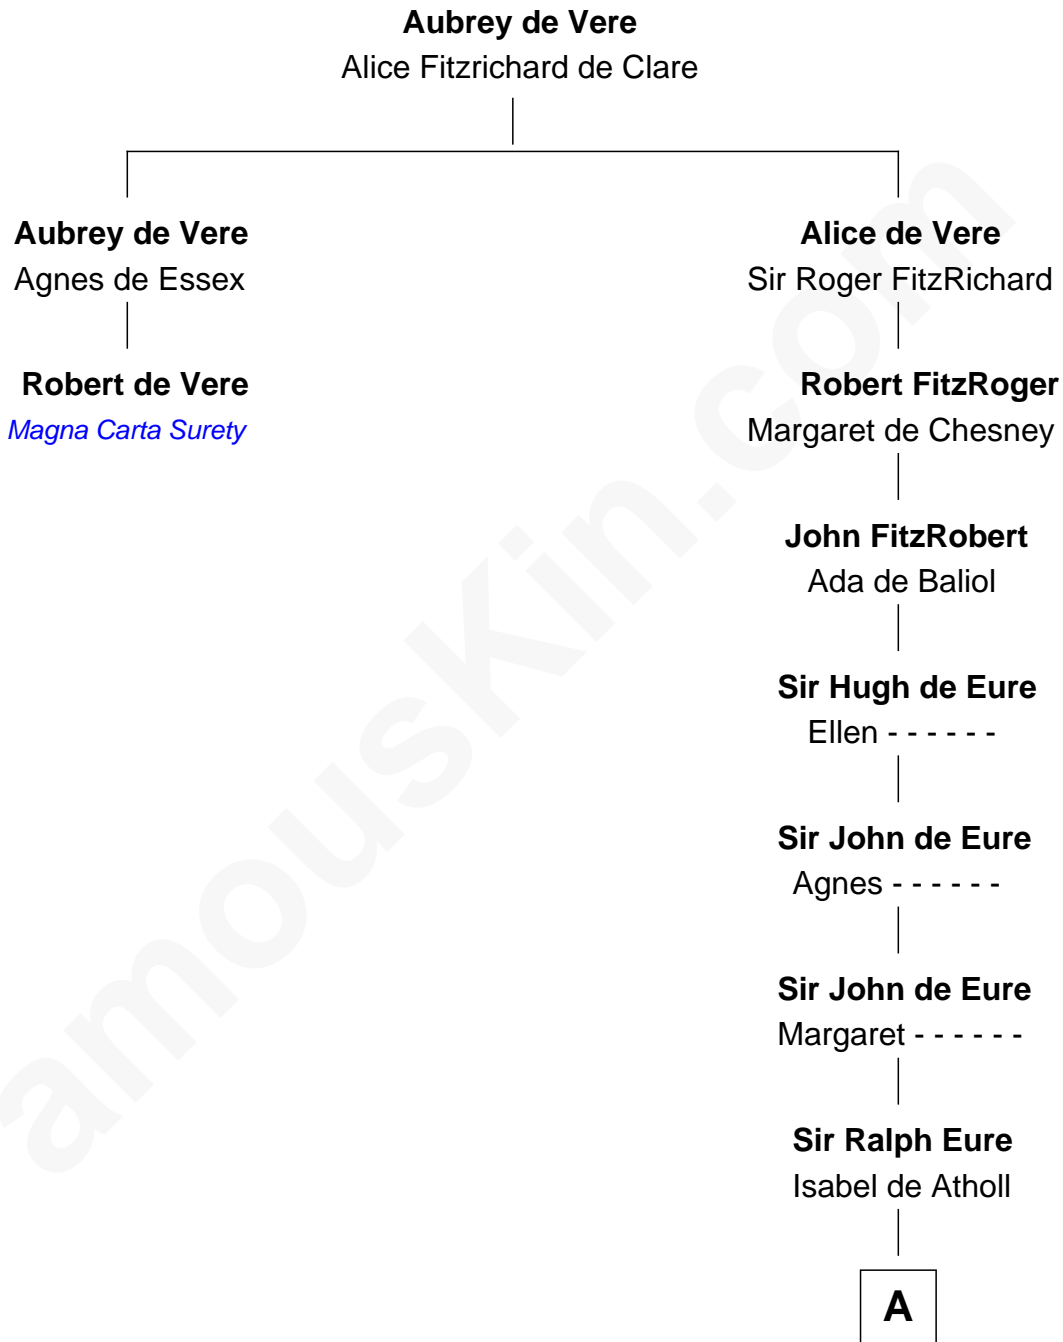 Aubrey de Vere
Alice Fitzrichard de Clare
Aubrey de Vere
Agnes de Essex
Alice de Vere
Sir Roger FitzRichard
Robert de Vere
Magna Carta Surety
Robert FitzRoger
Margaret de Chesney
John FitzRobert
Ada de Baliol
Sir Hugh de Eure
Ellen - - - - - -
Sir John de Eure
Agnes - - - - - -
Sir John de Eure
Margaret - - - - - -
Sir Ralph Eure
Isabel de Atholl
A
amouskin.com